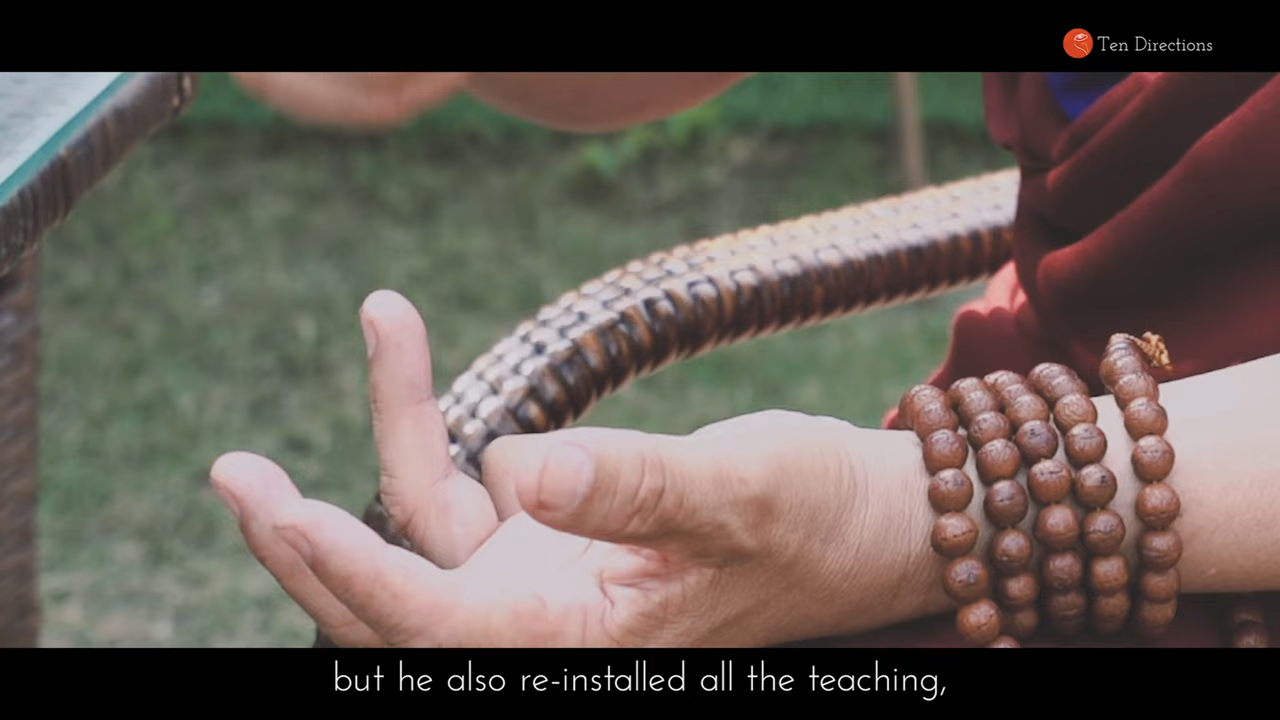 Ten Directions
but he also re-installed all the teaching,